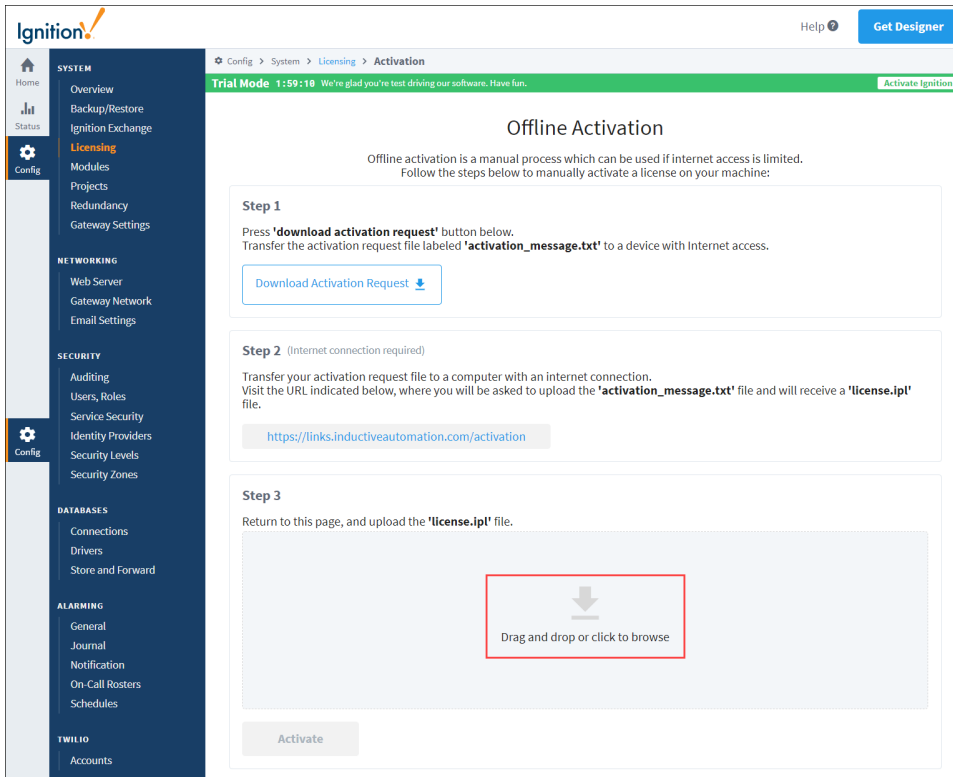 Ignition!
Help ?
Get Designer
Home
Status
Config
Config
SYSTEM
Overview
Backup/Restore
Ignition Exchange
Licensing
Modules
Projects
Redundancy
Gateway Settings
NETWORKING
Web Server
Gateway Network
Email Settings
SECURITY
Auditing
Users, Roles
Service Security
Identity Providers
Security Levels
Security Zones
DATABASES
Connections
Drivers
Store and Forward
ALARMING
General
Journal
Notification
On-Call Rosters
Schedules
TWILIO
Accounts
Config > System > Licensing > Activation
Trial Mode 1:59:10 We're glad you're test driving our software. Have fun.
Activate Ignition
Offline Activation
Offline activation is a manual process which can be used if internet access is limited.
Follow the steps below to manually activate a license on your machine:
Step 1
Press 'download activation request' button below.
Transfer the activation request file labeled 'activation_message.txt' to a device with Internet access.
Download Activation Request
Step 2 (Internet connection required)
Transfer your activation request file to a computer with an internet connection.
Visit the URL indicated below, where you will be asked to upload the 'activation_message.txt' file and will receive a 'license.ipl'
file.
https://links.inductiveautomation.com/activation
Step 3
Return to this page, and upload the 'license.ipl' file.
Drag and drop or click to browse
Activate